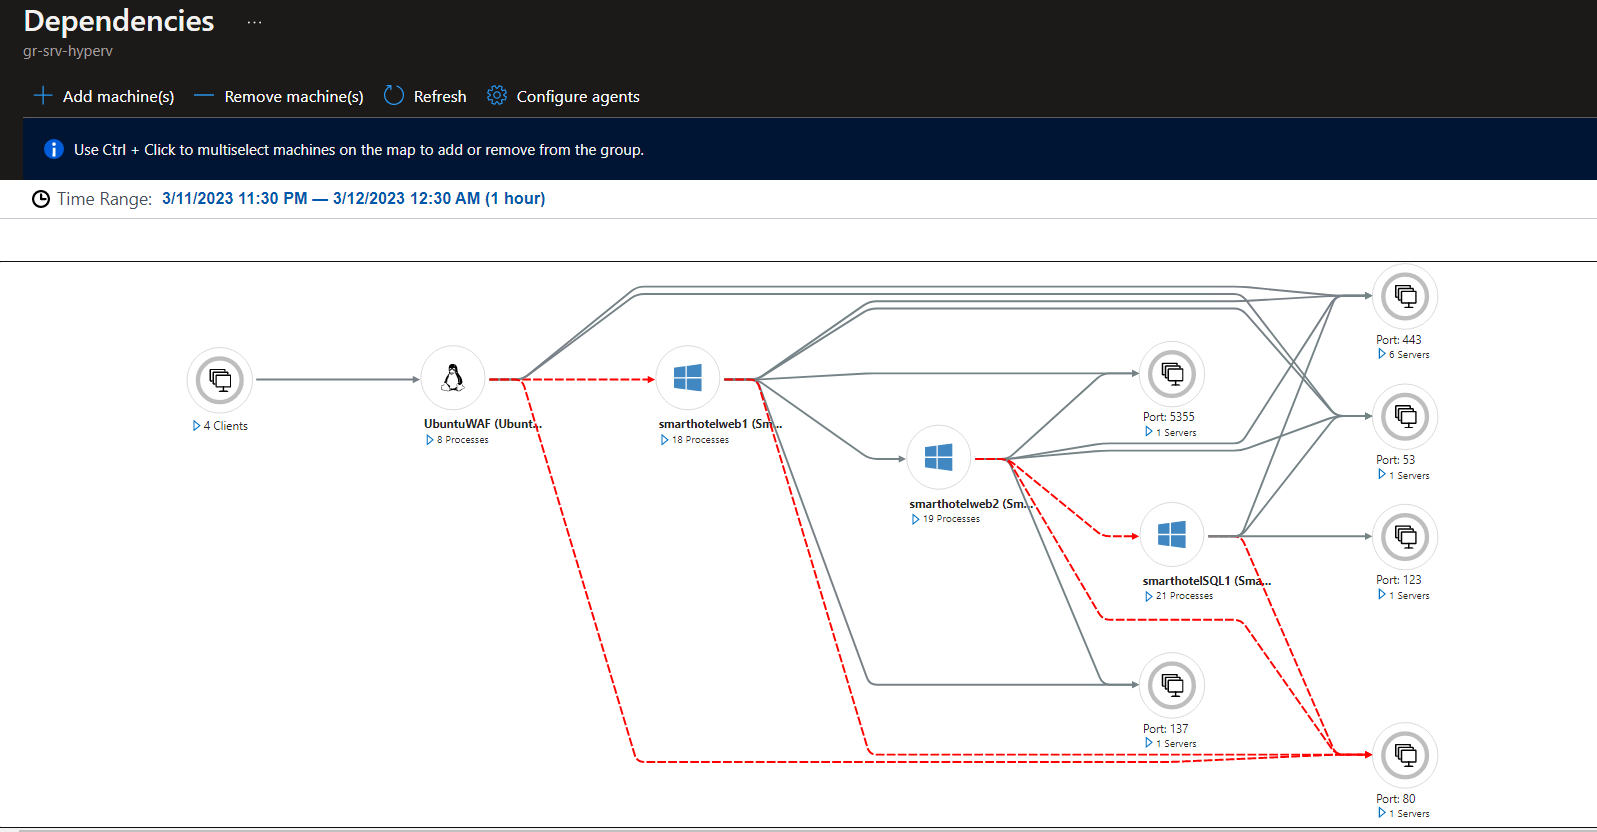 Dependencies ...
gr-srv-hyperv
Add machine(s) Remove machine(s) Refresh Configure agents
Use Ctrl + Click to multiselect machines on the map to add or remove from the group.
Time Range: 3/11/2023 11:30 PM — 3/12/2023 12:30 AM (1 hour)
Port: 443
6 Servers
4 Clients
UbuntuWAF (Ubunt...
8 Processes
smarthotelweb1 (Sm...
18 Processes
Port: 5355
1 Servers
Port: 53
1 Servers
smarthotelweb2 (Sm...
19 Processes
smarthotelSQL1 (Sma...
21 Processes
Port: 123
1 Servers
Port: 137
1 Servers
Port: 80
1 Servers